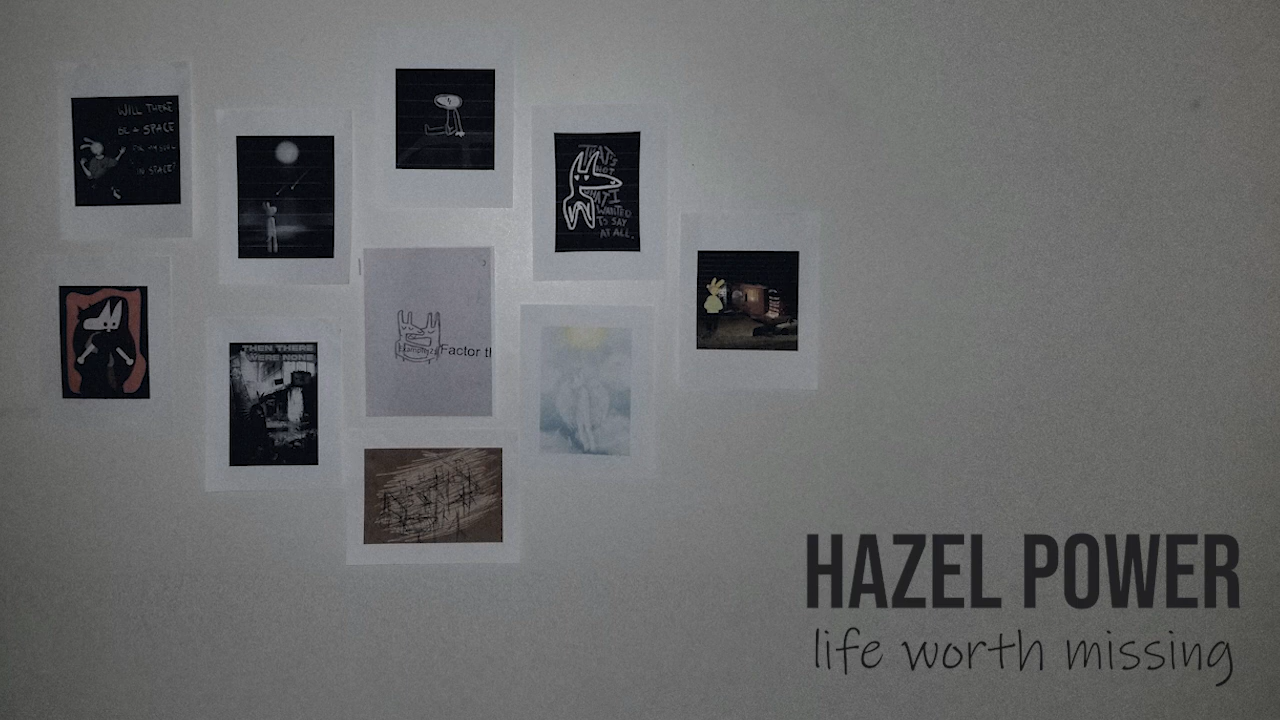 WILL THERE
BE A SPACE
IN SPACE?
THAT'S
NOT
WHAT I
WANTED
TO SAY
AT ALL.
THEN THERE
WERE NONE
Factor th
HAZEL POWER
life worth missing